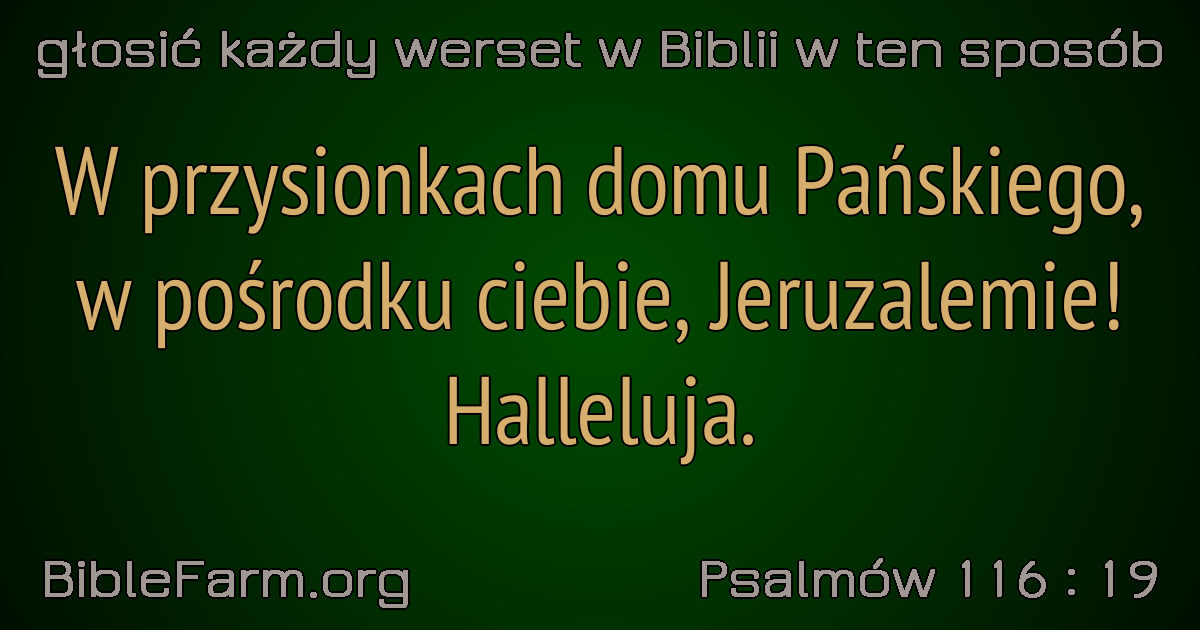 głosić każdy werset w Biblii w ten sposób
W przysionkach domu Pańskiego,
w pośrodku ciebie, Jeruzalemie!
Halleluja.
BibleFarm.org
Psalmów 116 : 19